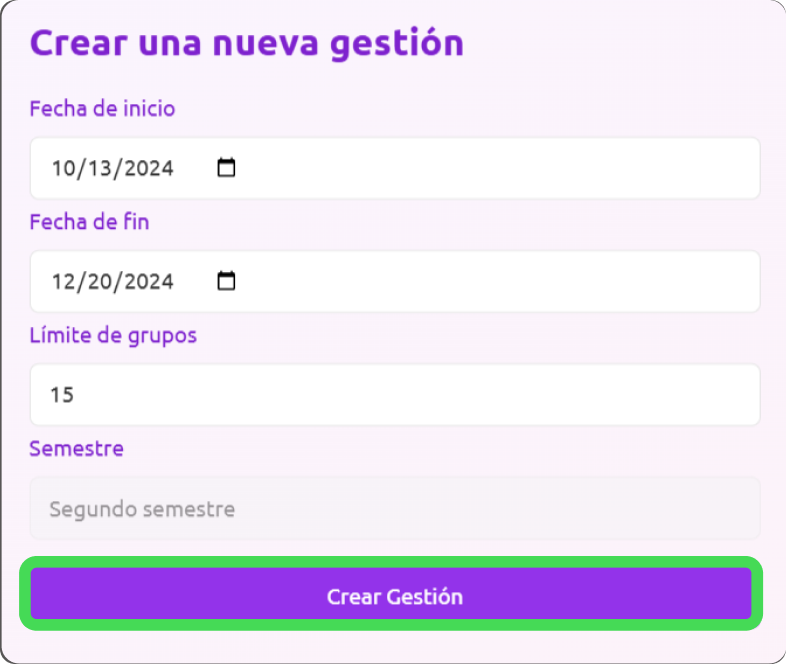 Crear una nueva gestión
Fecha de inicio
10/13/2024
Fecha de fin
12/20/2024
Límite de grupos
15
Semestre
Segundo semestre
Crear Gestión